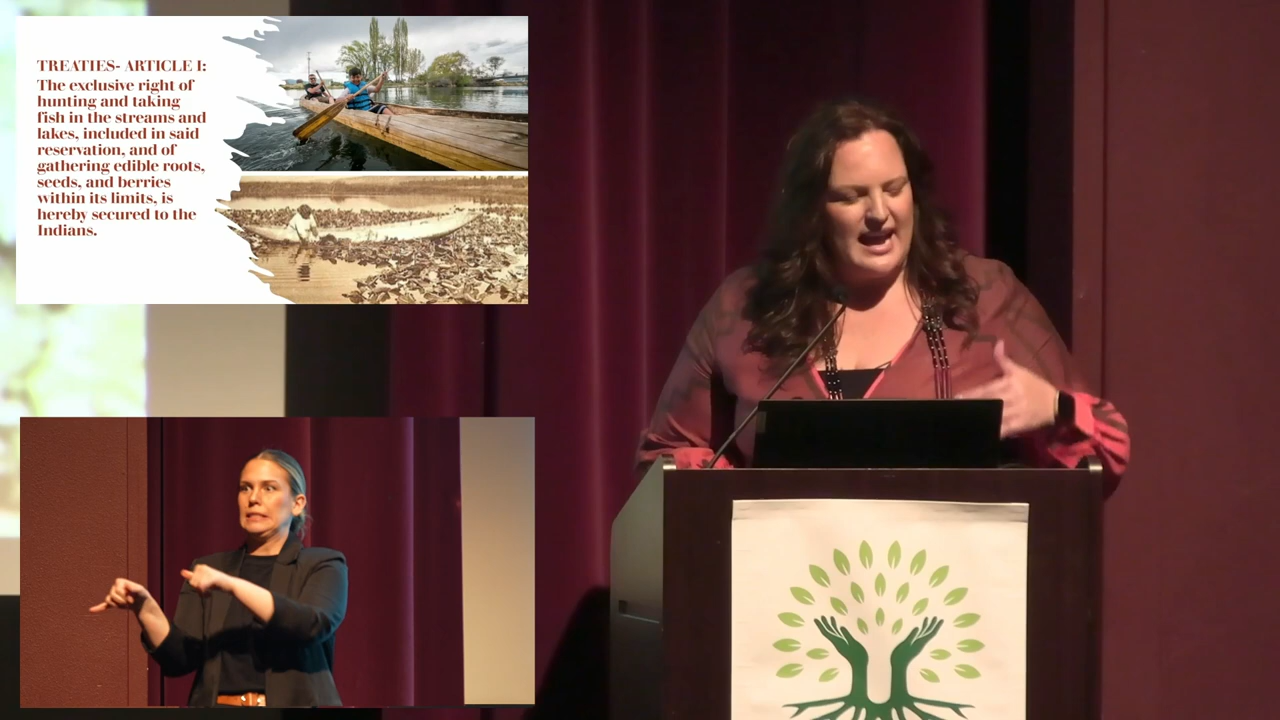 TREATIES- ARTICLE I:
The exclusive right of
hunting and taking
fish in the streams and
lakes, included in said
reservation, and of
gathering edible roots,
seeds, and berries
within its limits, is
hereby secured to the
Indians.